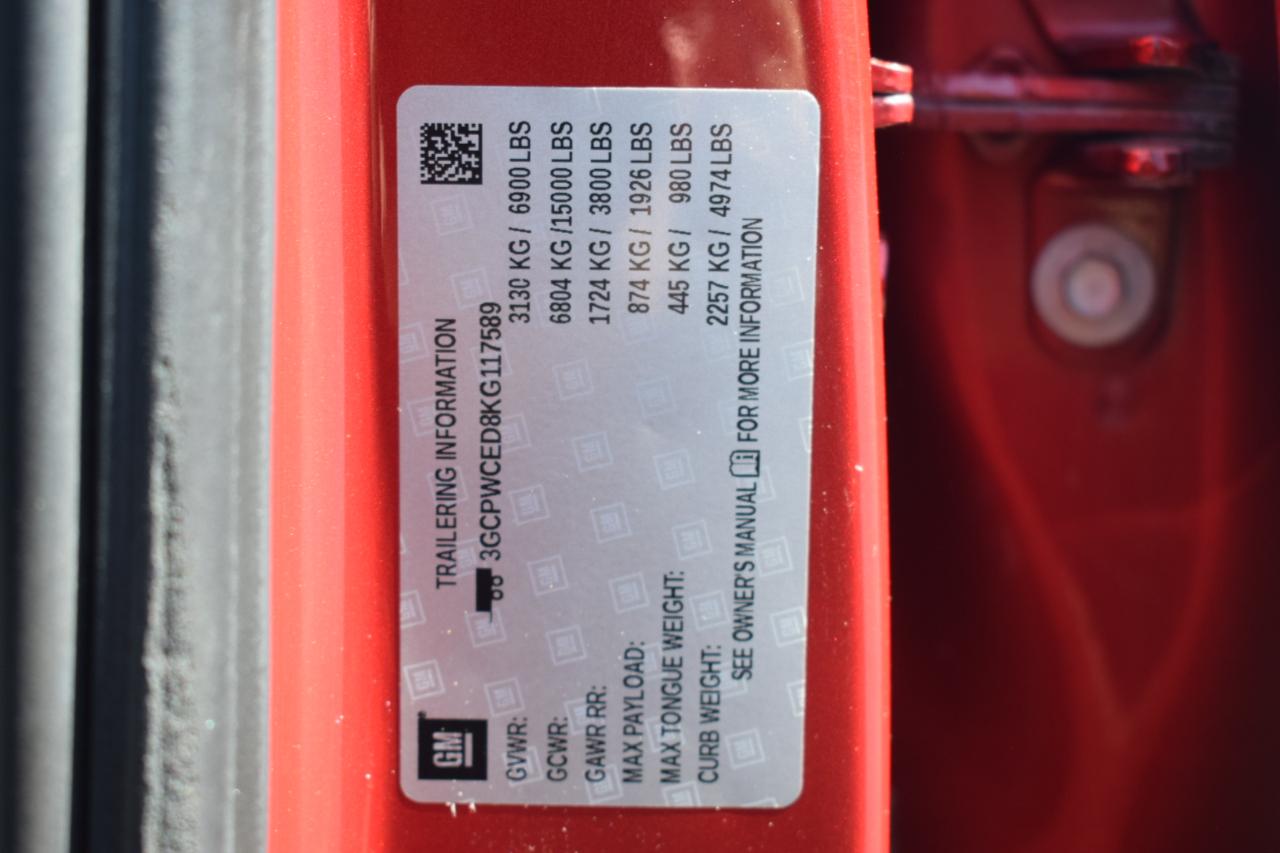 GM
TRAILERING INFORMATION
3GCPWCED8KG117589
GVWR: 3130 KG / 6900 LBS
GCWR: 6804 KG /15000 LBS
GAWR RR: 1724 KG / 3800 LBS
MAX PAYLOAD: 874 KG / 1926 LBS
MAX TONGUE WEIGHT: 445 KG / 980 LBS
CURB WEIGHT: 2257 KG / 4974 LBS
SEE OWNER'S MANUAL FOR MORE INFORMATION